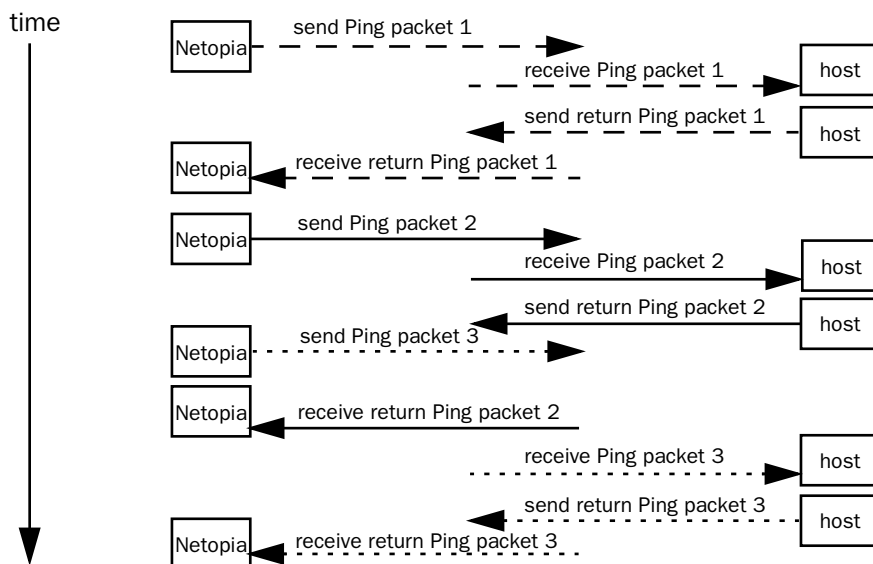 time
Netopia
send Ping packet 1
receive Ping packet 1
host
send return Ping packet 1
host
Netopia
receive return Ping packet 1
Netopia
send Ping packet 2
receive Ping packet 2
host
send return Ping packet 2
host
Netopia
send Ping packet 3
Netopia
receive return Ping packet 2
receive Ping packet 3
host
send return Ping packet 3
host
Netopia
receive return Ping packet 3